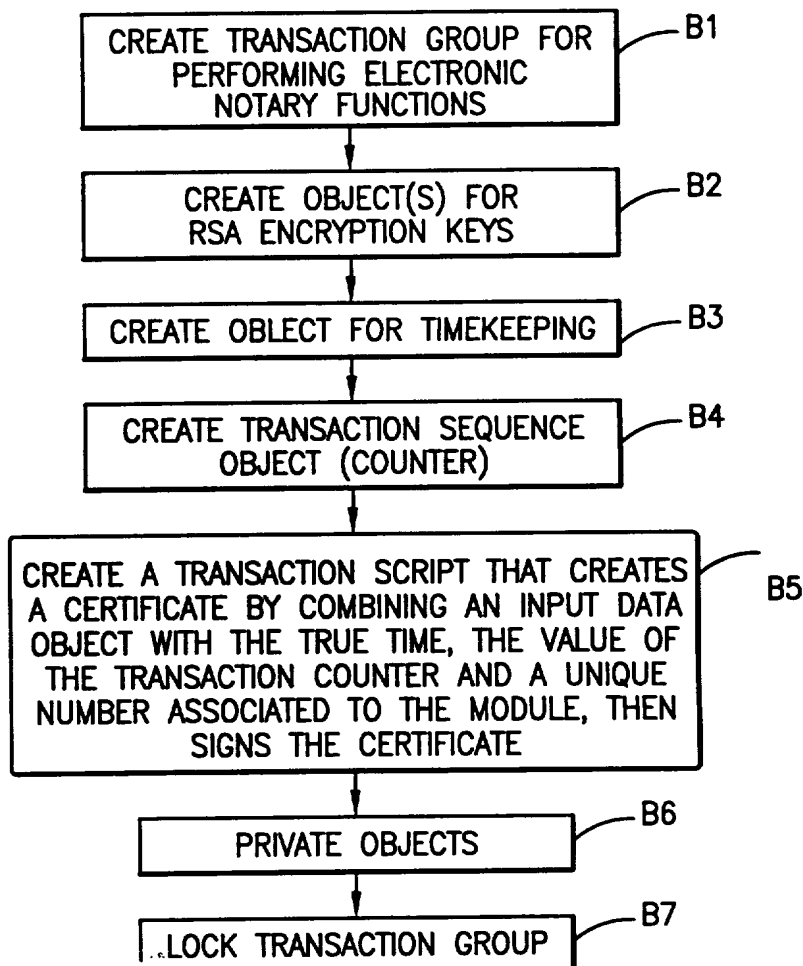 CREATE TRANSACTION GROUP FOR
PERFORMING ELECTRONIC
NOTARY FUNCTIONS
B1
CREATE OBJECT(S) FOR
RSA ENCRYPTION KEYS
B2
CREATE OBLECT FOR TIMEKEEPING
B3
CREATE TRANSACTION SEQUENCE
OBJECT (COUNTER)
B4
CREATE A TRANSACTION SCRIPT THAT CREATES
A CERTIFICATE BY COMBINING AN INPUT DATA
OBJECT WITH THE TRUE TIME, THE VALUE OF
THE TRANSACTION COUNTER AND A UNIQUE
NUMBER ASSOCIATED TO THE MODULE, THEN
SIGNS THE CERTIFICATE
B5
PRIVATE OBJECTS
B6
LOCK TRANSACTION GROUP
B7